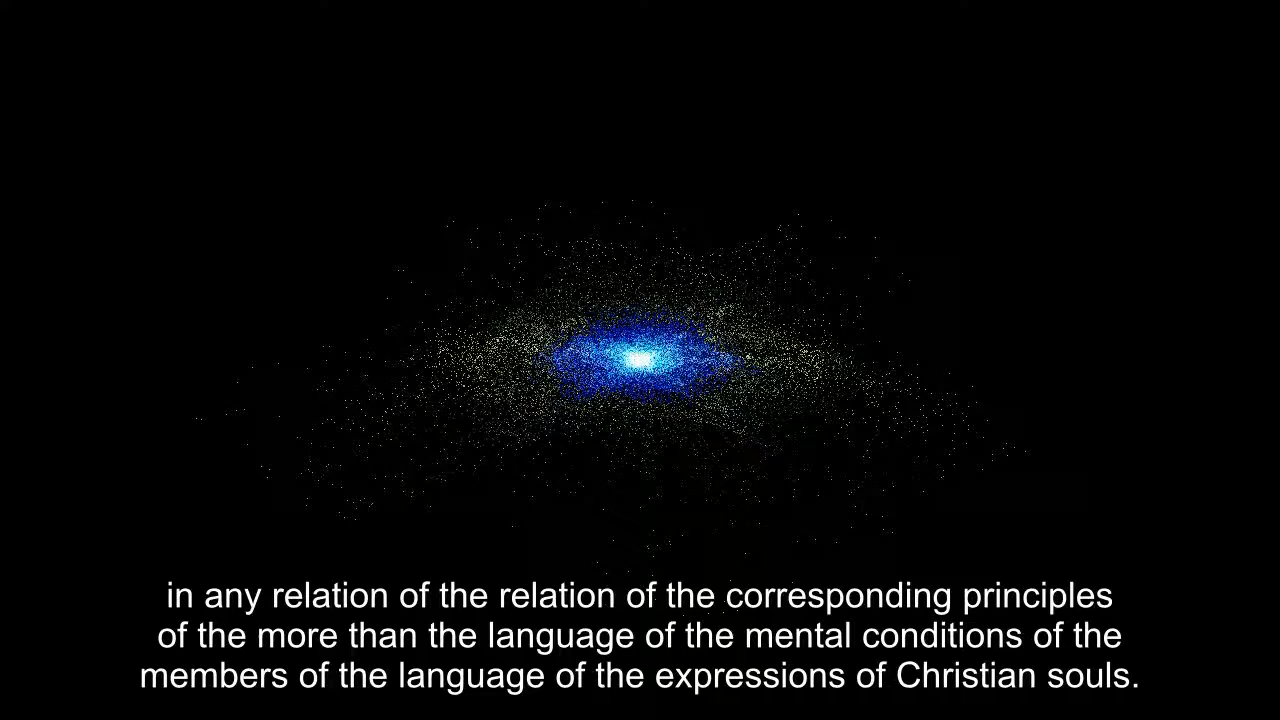 in any relation of the relation of the corresponding principles
of the more than the language of the mental conditions of the
members of the language of the expressions of Christian souls.